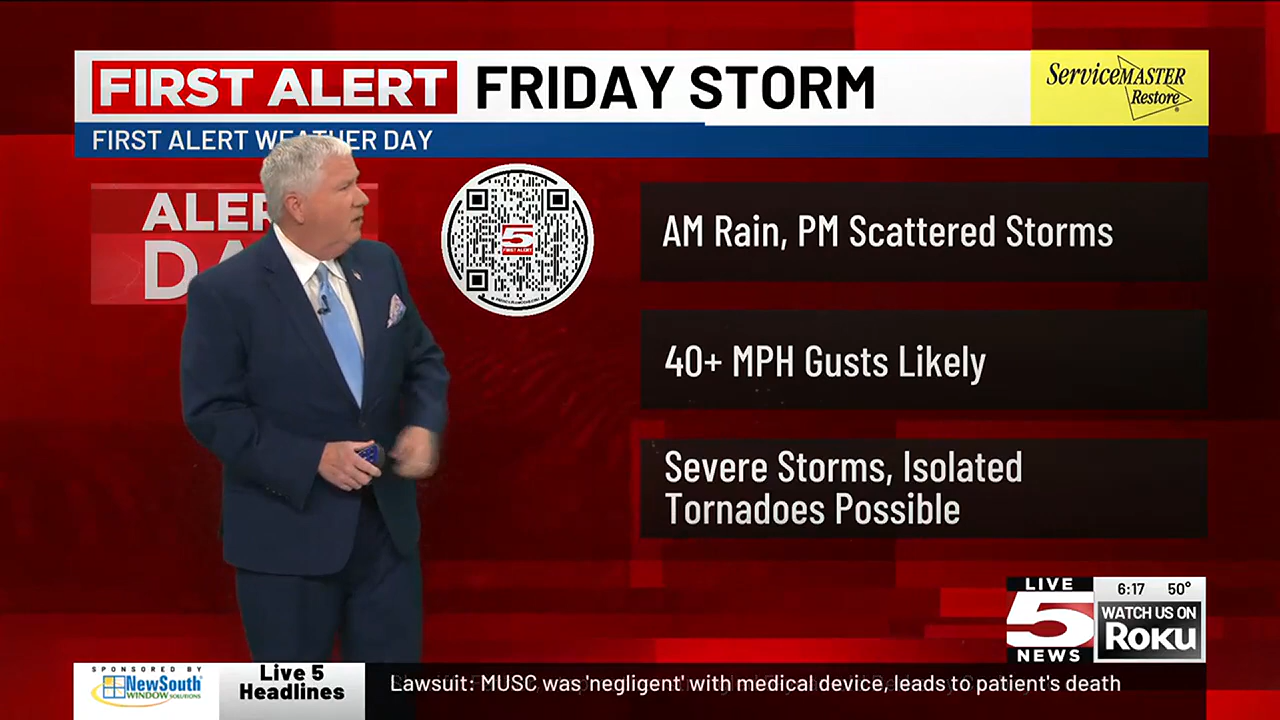 FIRST ALERT FRIDAY STORM
ServiceMASTER
Restore
FIRST ALERT WEATHER DAY
ALER
5
FIRST ALERT
AM Rain, PM Scattered Storms
40+ MPH Gusts Likely
Severe Storms, Isolated
Tornadoes Possible
LIVE
5
NEWS
6:17 50°
WATCH US ON
ROKU
SPONSORED BY
NewSouth
WINDOW SOLUTIONS
Live 5
Headlines
Lawsuit: MUSC was 'negligent' with medical device, leads to patient's death